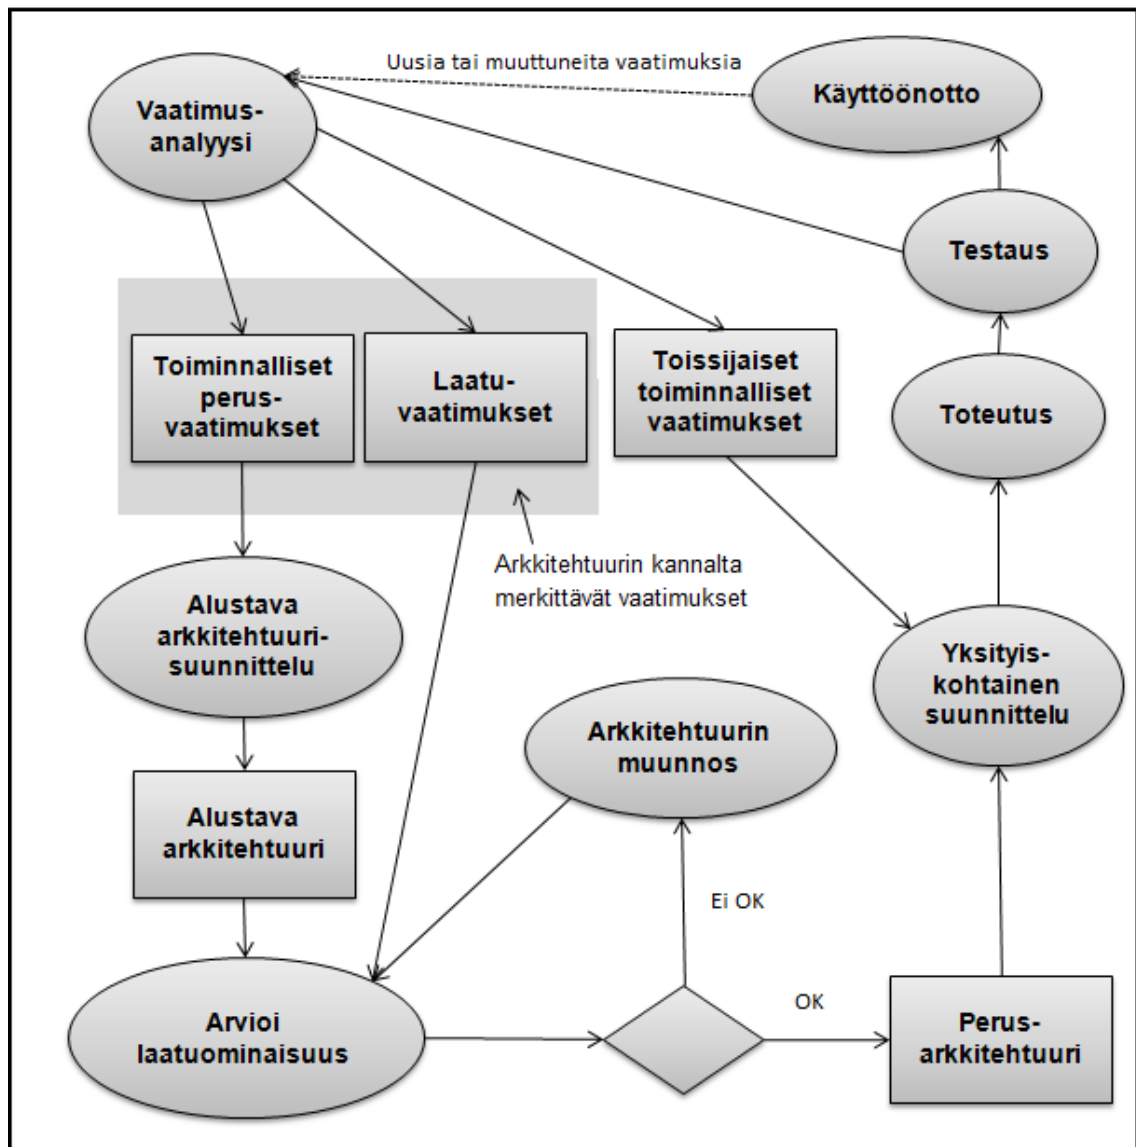 Uusia tai muuttuneita vaatimuksia
Käyttöönotto
Vaatimus-
analyysi
Testaus
Toiminnalliset
perus-
vaatimukset
Laatu-
vaatimukset
Toissijaiset
toiminnalliset
vaatimukset
Toteutus
Arkkitehtuurin kannalta
merkittävät vaatimukset
Alustava
arkkitehtuuri-
suunnittelu
Yksityis-
kohtainen
suunnittelu
Arkkitehtuurin
muunnos
Alustava
arkkitehtuuri
Ei OK
OK
Arvioi
laatuominaisuus
Perus-
arkkitehtuuri